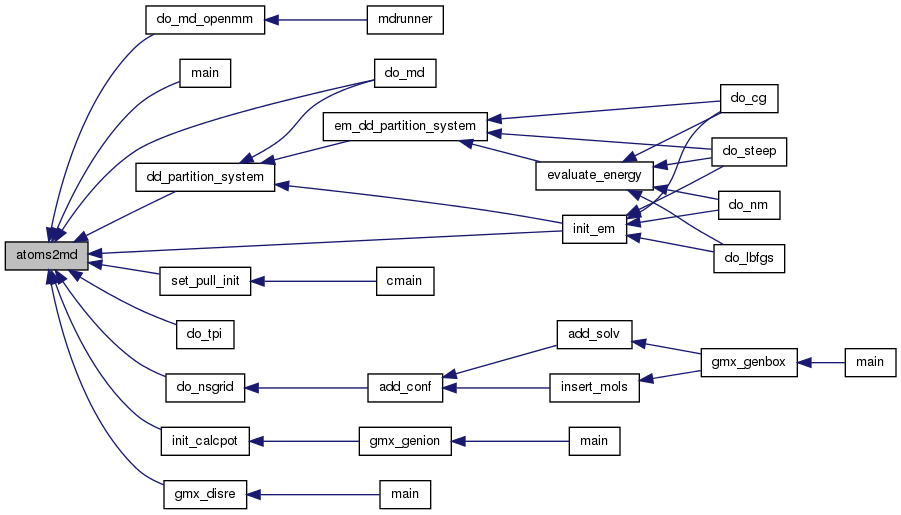 do_md_openmm
mdrunner
main
do_md
do_cg
em_dd_partition_system
do_steep
dd_partition_system
evaluate_energy
do_nm
init_em
atoms2md
do_lbfgs
set_pull_init
cmain
do_tpi
add_solv
gmx_genbox
main
do_nsgrid
add_conf
insert_mols
init_calcpot
gmx_genion
main
gmx_disre
main